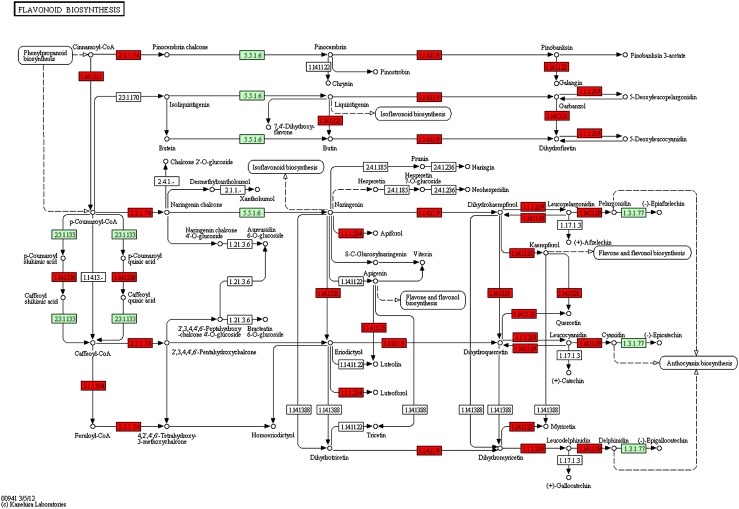 FLAVONOID BIOSYNTHESIS
Cinnamoyl-CoA
Pinocembrin chalcone
5.5.1.6
Pinocembrin
Pinobanksin
Pinobanksin 3-acetate
Phenylpropanoid
biosynthesis
1.14.11.22
Pinostrobin
Chrysin
Galangin
2.3.1.170
Isoliquiritigenin
5.5.1.6
Liquiritigenin
Garbanzol
5-Deoxyleucopelargonidin
7,4'-Dihydroxy-
flavone
Isoflavonoid biosynthesis
Butein
5.5.1.6
Butin
Dihydrofisetin
5-Deoxyleucocyanidin
Chalcone 2'-O-glucoside
2.4.1.-
Desmethylxanthohumol
2.1.1.-
Xanthohumol
Isoflavonoid biosynthesis
2.4.1.185
Prunin
2.4.1.236
Naringin
Hesperetin
2.4.1.185
Hesperetin
7-O-glucoside
2.4.1.236
Neohesperidin
p-Coumaroyl-CoA
Naringenin chalcone
5.5.1.6
Naringenin
Dihydrokaempferol
Leucopelargonidin
Pelargonidin
1.3.1.77
(-)-Epiafzelechin
2.3.1.133
2.3.1.133
Naringenin chalcone
4'-O-glucoside
1.21.3.6
Aureusidin
6-O-glucoside
Apiforol
1.17.1.3
(+)-Afzelechin
Kaempferol
Flavone and flavonol biosynthesis
p-Coumaroyl
shikimic acid
p-Coumaroyl
quinic acid
8-C-Glucosylnaringenin
Vitexin
Apigenin
1.14.13.-
1.21.3.6
1.14.11.22
Caffeoyl
shikimic acid
Caffeoyl
quinic acid
Flavone and flavonol
biosynthesis
2.3.1.133
2.3.1.133
2',3,4,4',6'-Peptahydroxy
-chalcone 4'-O-glucoside
1.21.3.6
Bractein
6-O-glucoside
Quercetin
Caffeoyl-CoA
2',3,4,4',6'-Pentahydroxychalcone
Eriodictyol
Dihydroquercetin
Leucocyanidin
Cyanidin
1.3.1.77
(-)-Epicatechin
1.14.11.22
Luteolin
1.17.1.3
(+)-Catechin
Anthocyanin biosynthesis
Luteoforol
1.14.13.88
1.14.13.88
1.14.13.88
1.14.13.88
1.14.13.88
Feruloyl-CoA
4,2',4',6'-Tetrahydroxy-
3-methoxychalcone
Homoeriodictyol
1.14.11.22
Tricetin
Myricetin
Dihydrotricetin
Dihydromyricetin
Leucodelphinidin
Delphinidin
1.3.1.77
(-)-Epigallocatechin
1.17.1.3
(+)-Gallocatechin
00941 3/5/12
(c) Kanehisa Laboratories